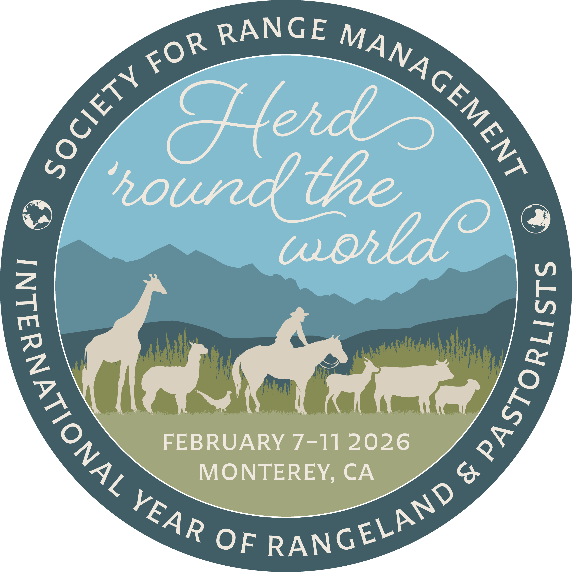 SOCIETY FOR RANGE MANAGEMENT
Herd
'round the
world
FEBRUARY 7–11 2026
MONTEREY, CA
INTERNATIONAL YEAR OF RANGELAND & PASTORLISTS